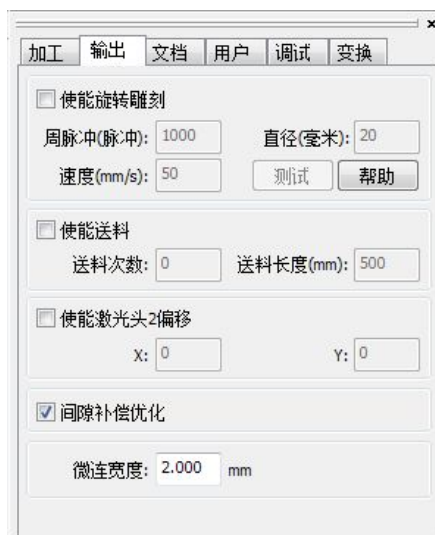 加工 输出 文档 用户 调试 变换
使能旋转雕刻
周脉冲(脉冲): 1000 直径(毫米): 20
速度(mm/s): 50 测试 帮助
使能送料
送料次数: 0 送料长度(mm): 500
使能激光头2偏移
X: 0 Y: 0
间隙补偿优化
微连宽度: 2.000 mm